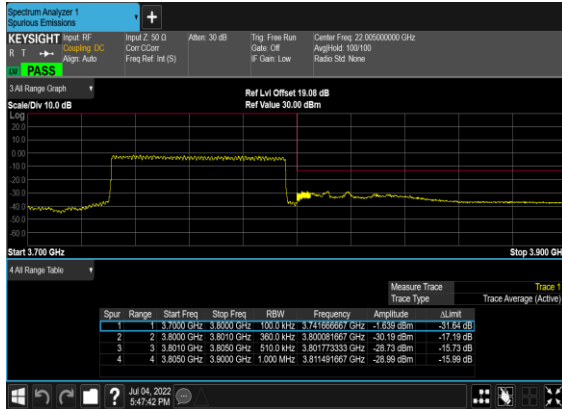 Spectrum Analyzer 1
Spurious Emissions
+
KEYSIGHT Input: RF Input Z: 50 Ω Atten: 30 dB Trig: Free Run Center Freq: 22.005000000 GHz
R T Coupling: DC Corr CCorr Gate: Off Avg|Hold: 100/100
Align: Auto Freq Ref: Int (S) IF Gain: Low Radio Std: None
PASS
3 All Range Graph
Ref Lvl Offset 19.08 dB
Scale/Div 10.0 dB Ref Value 30.00 dBm
Log
20.0
10.0
0.00
-10.0
-20.0
-30.0
-40.0
-50.0
-60.0
Start 3.700 GHz Stop 3.900 GH
4 All Range Table
Measure Trace Trace 1
Trace Type Trace Average (Active)
Spur Range Start Freq Stop Freq RBW Frequency Amplitude ΔLimit
1 1 3.7000 GHz 3.8000 GHz 100.0 kHz 3.741666667 GHz -1.639 dBm -31.64 dB
2 2 3.8000 GHz 3.8010 GHz 360.0 kHz 3.800081667 GHz -30.19 dBm -17.19 dB
3 3 3.8010 GHz 3.8050 GHz 510.0 kHz 3.801773333 GHz -28.73 dBm -15.73 dB
4 4 3.8050 GHz 3.9000 GHz 1.000 MHz 3.811491667 GHz -28.99 dBm -15.99 dB
? Jul 04, 2022
5:47:42 PM